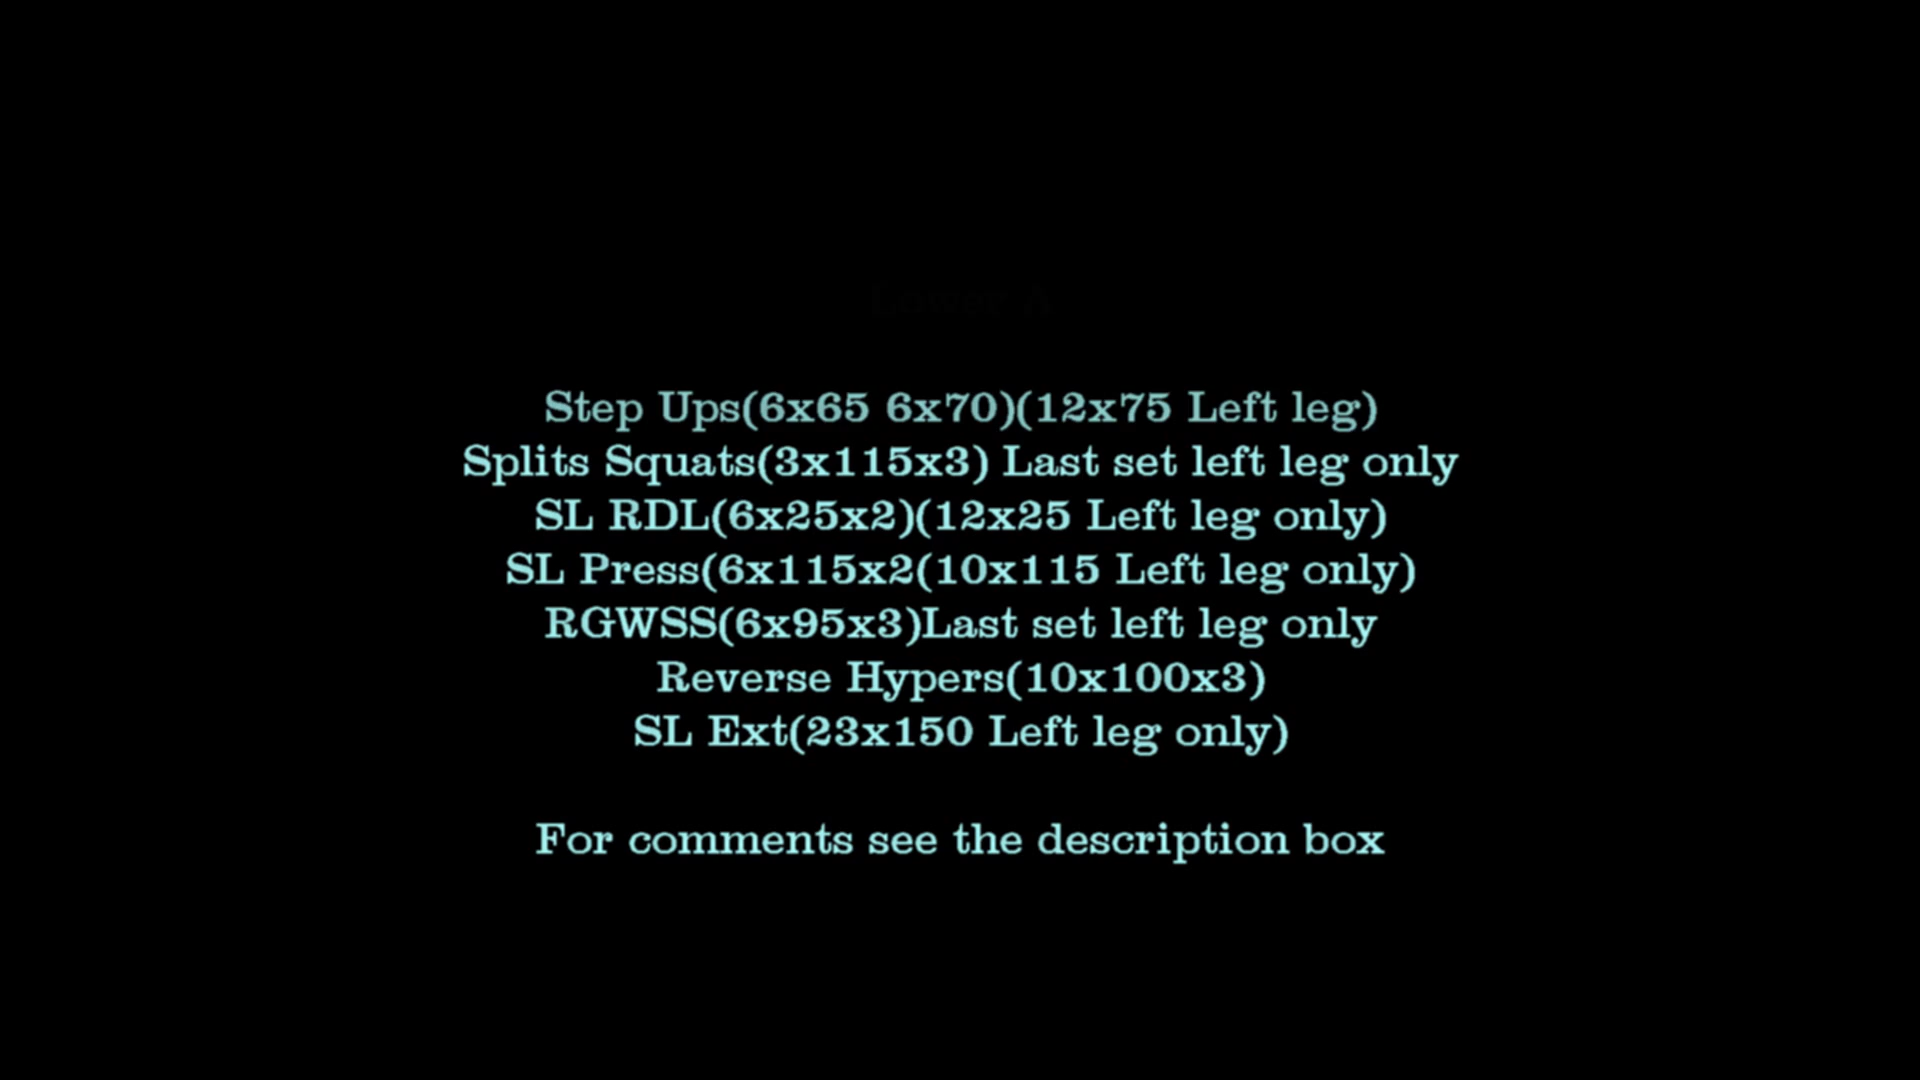 Lower A
Step Ups(6x65 6x70)(12x75 Left leg)
Splits Squats(3x115x3) Last set left leg only
SL RDL(6x25x2)(12x25 Left leg only)
SL Press(6x115x2(10x115 Left leg only)
RGWSS(6x95x3)Last set left leg only
Reverse Hypers(10x100x3)
SL Ext(23x150 Left leg only)
For comments see the description box